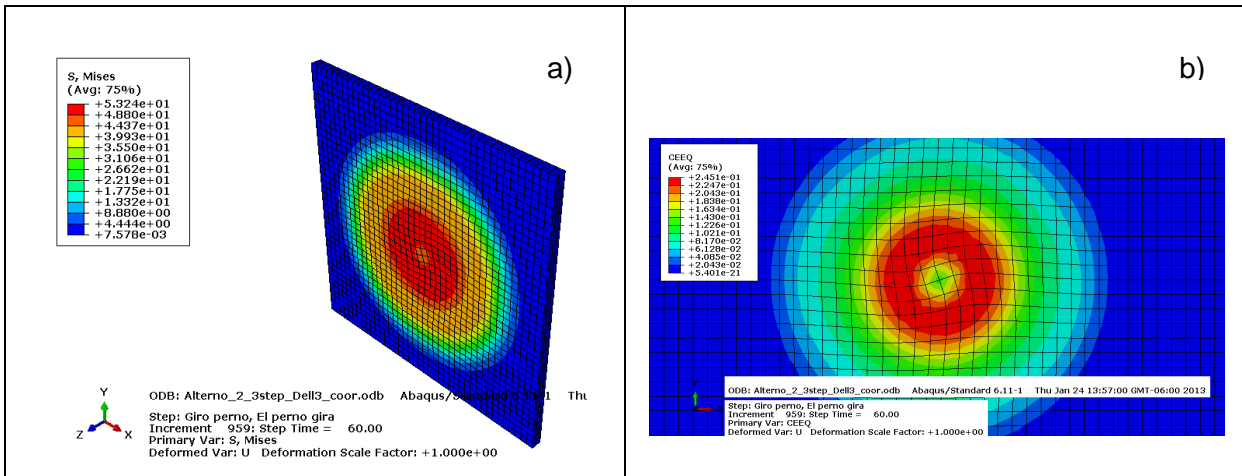 a)
S, Mises
(Avg: 75%)
+5.324e+01
+4.880e+01
+4.437e+01
+3.993e+01
+3.550e+01
+3.106e+01
+2.662e+01
+2.219e+01
+1.775e+01
+1.332e+01
+8.880e+00
+4.444e+00
+7.578e-03
Y
Z
X
ODB: Alterno_2_3step_Dell3_coor.odb Abaqus/Standard 6.11-1 Thu
Step: Giro perno, El perno gira
Increment 959: Step Time = 60.00
Primary Var: S, Mises
Deformed Var: U Deformation Scale Factor: +1.000e+00
b)
CEEQ
(Avg: 75%)
+2.451e-01
+2.247e-01
+2.043e-01
+1.838e-01
+1.634e-01
+1.430e-01
+1.226e-01
+1.021e-01
+8.170e-02
+6.128e-02
+4.085e-02
+2.043e-02
+5.401e-21
ODB: Alterno_2_3step_Dell3_coor.odb Abaqus/Standard 6.11-1 Thu Jan 24 13:57:00 GMT-06:00 2013
Step: Giro perno, El perno gira
Increment 959: Step Time = 60.00
Primary Var: CEEQ
Deformed Var: U Deformation Scale Factor: +1.000e+00